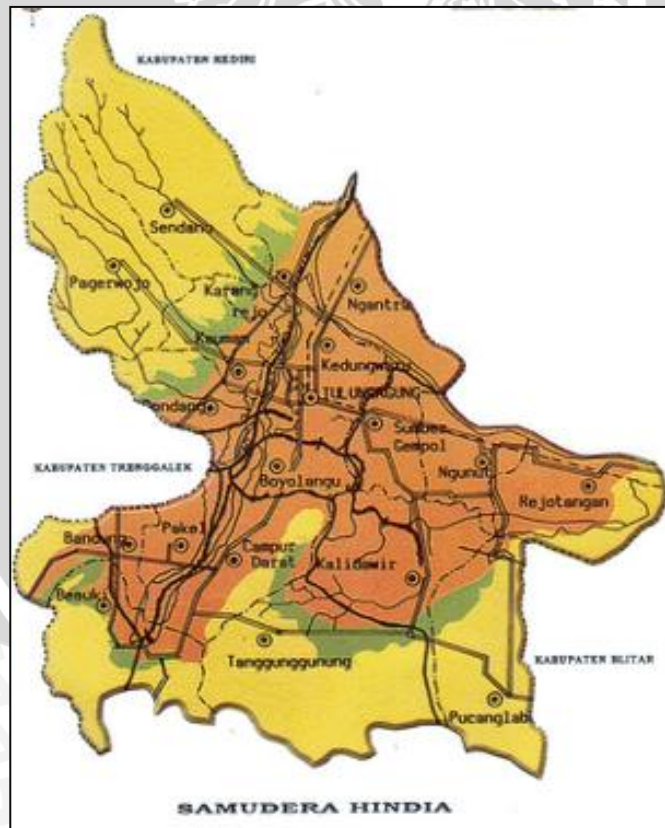 KABUPATEN KEDIRI
Sendang
Pagerwojo
Karang
rejo
Ngantru
Kauman
Kedungwaru
TULUNGAGUNG
Gondang
Sumber
Gempol
KABUPATEN TRENGGALEK
Boyolangu
Ngunut
Rejotangan
Bandung
Pakel
Campur
Darat
Kalidawir
Besuki
Tanggunggunung
KABUPATEN BLITAR
Pucanglab
SAMUDERA HINDIA